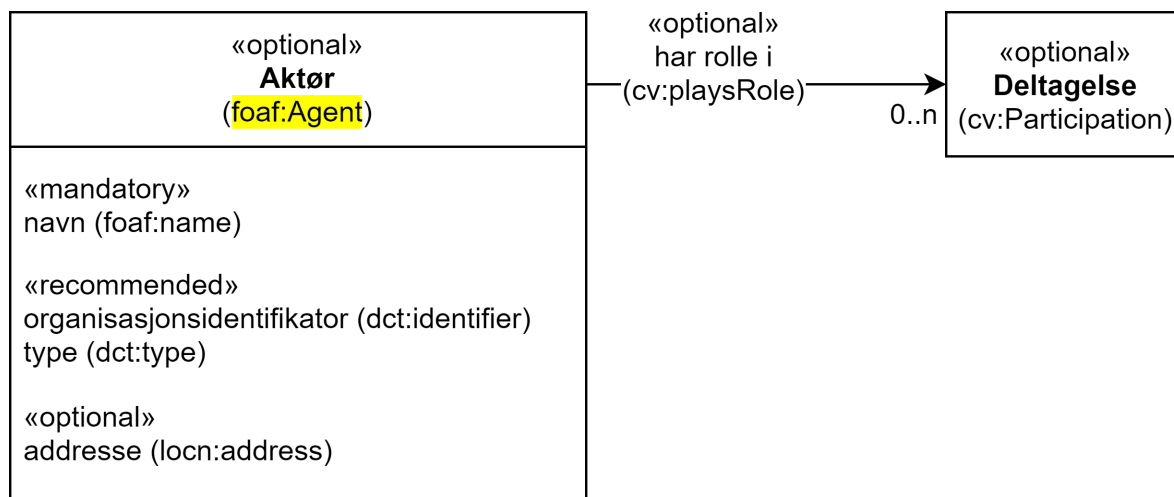 «optional»
Aktør
(foaf:Agent)
«mandatory»
navn (foaf:name)
«recommended»
organisasjonsidentifikator (dct:identifier)
type (dct:type)
«optional»
addresse (locn:address)
«optional»
har rolle i
(cv:playsRole)
0..n
«optional»
Deltagelse
(cv:Participation)